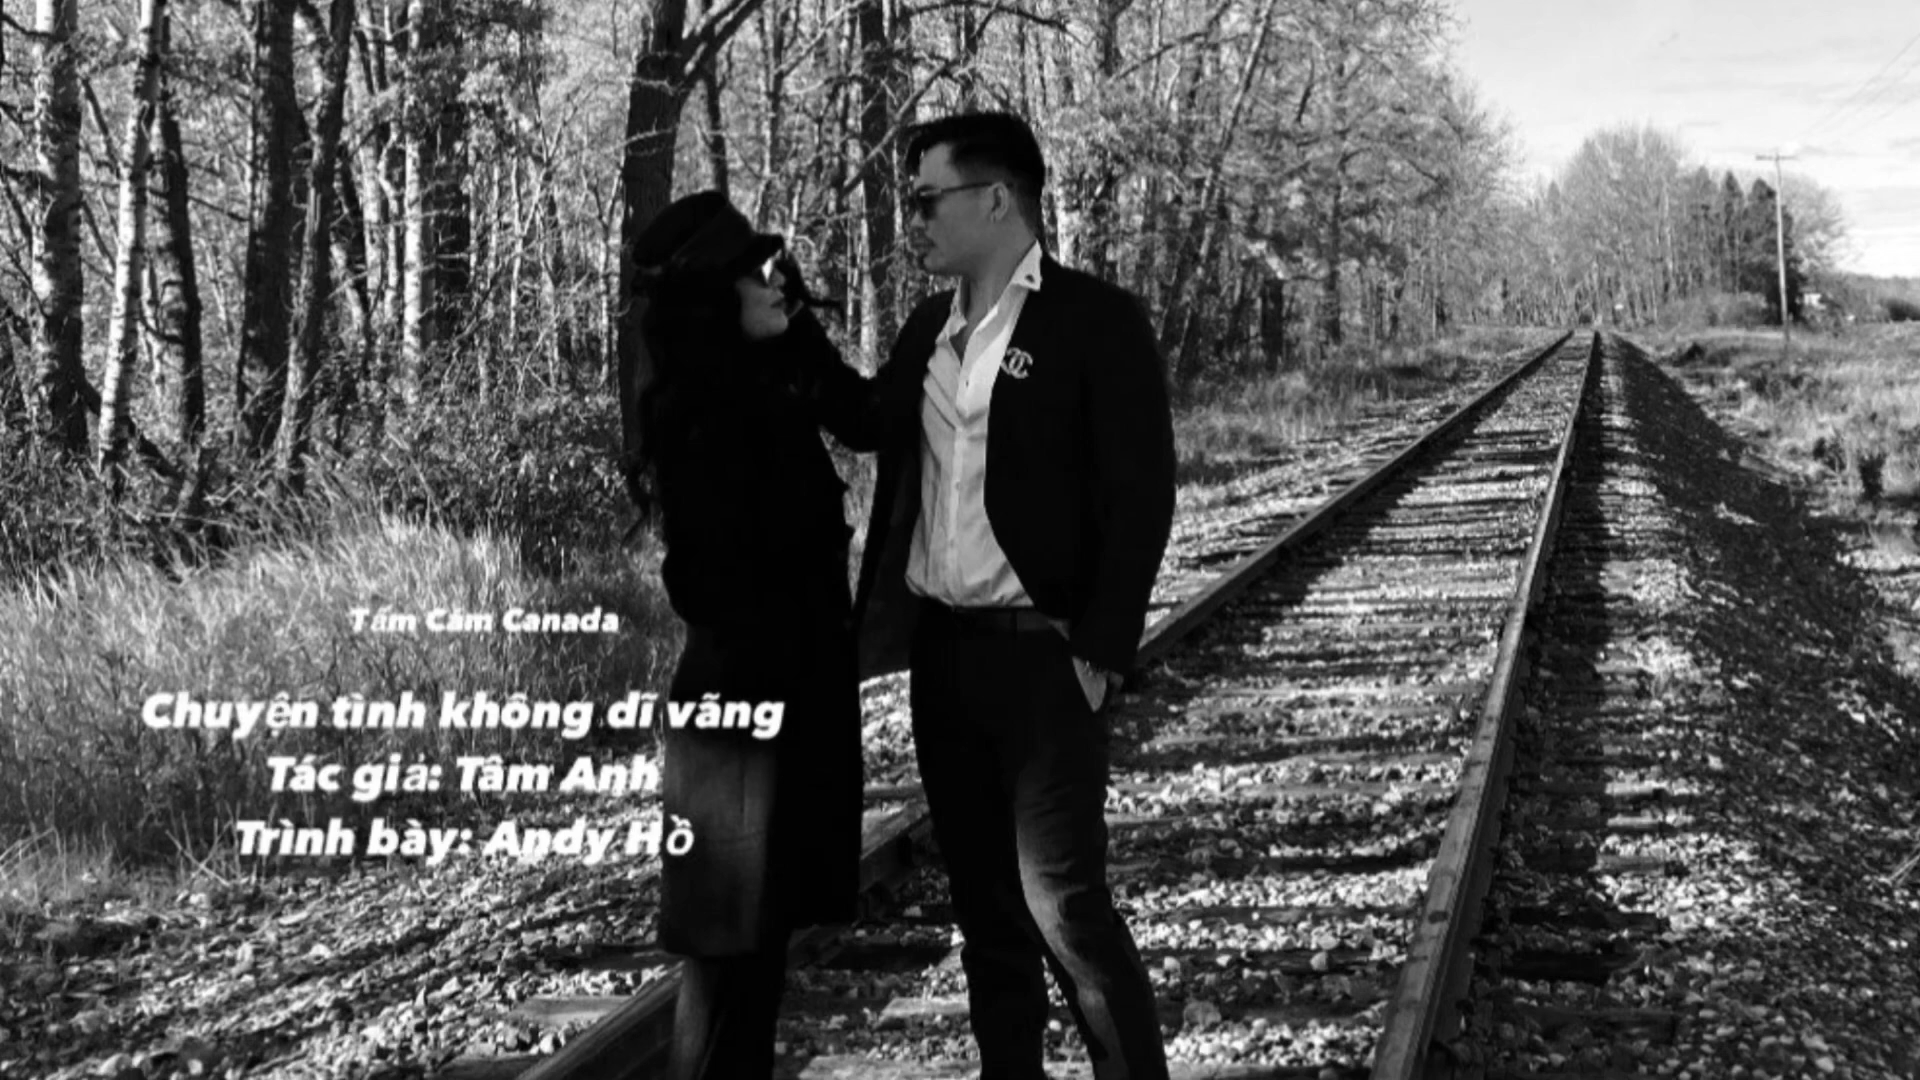 Tấm Cám Canada
Chuyện tình không dĩ vãng
Tác giả: Tâm Anh
Trình bày: Andy Hồ